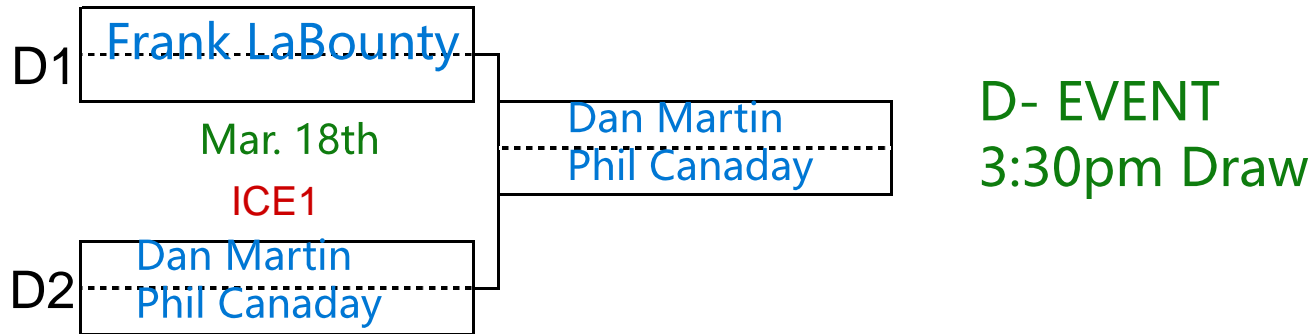 D1
Frank LaBounty
Mar. 18th
ICE1
D2
Dan Martin
Phil Canaday
Dan Martin
Phil Canaday
D- EVENT
3:30pm Draw